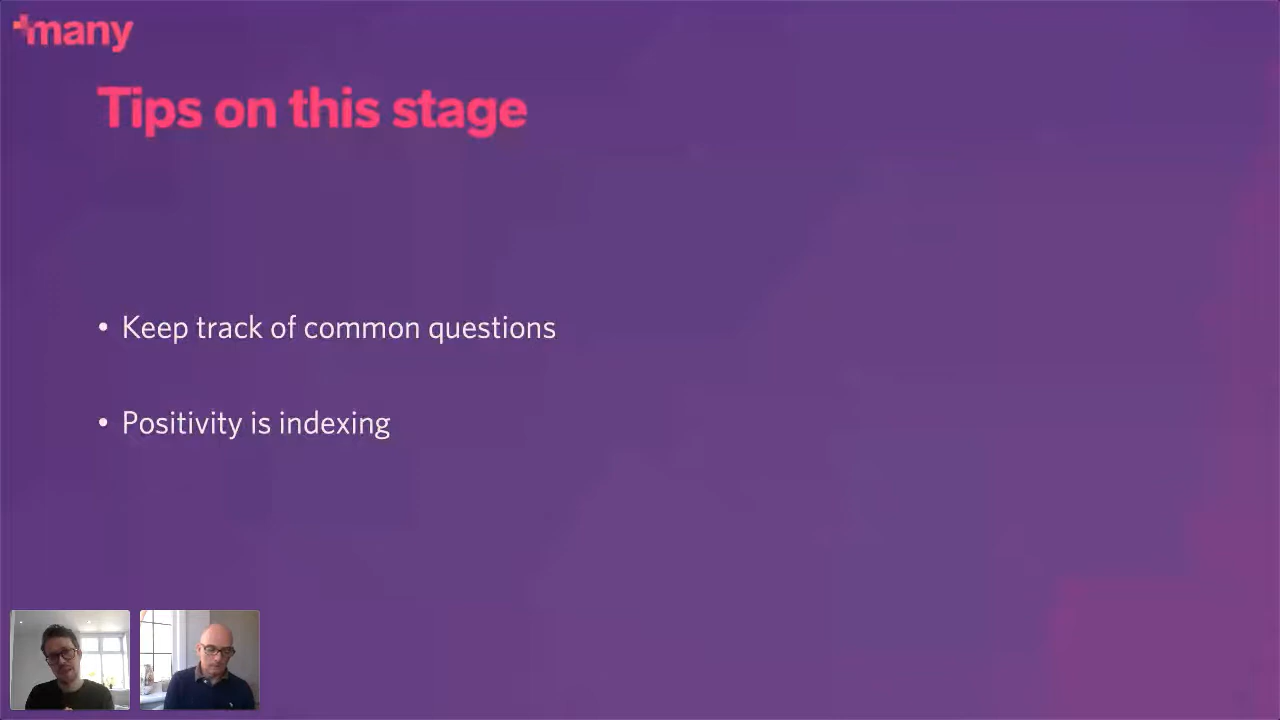 +many
Tips on this stage
• Keep track of common questions
• Positivity is indexing